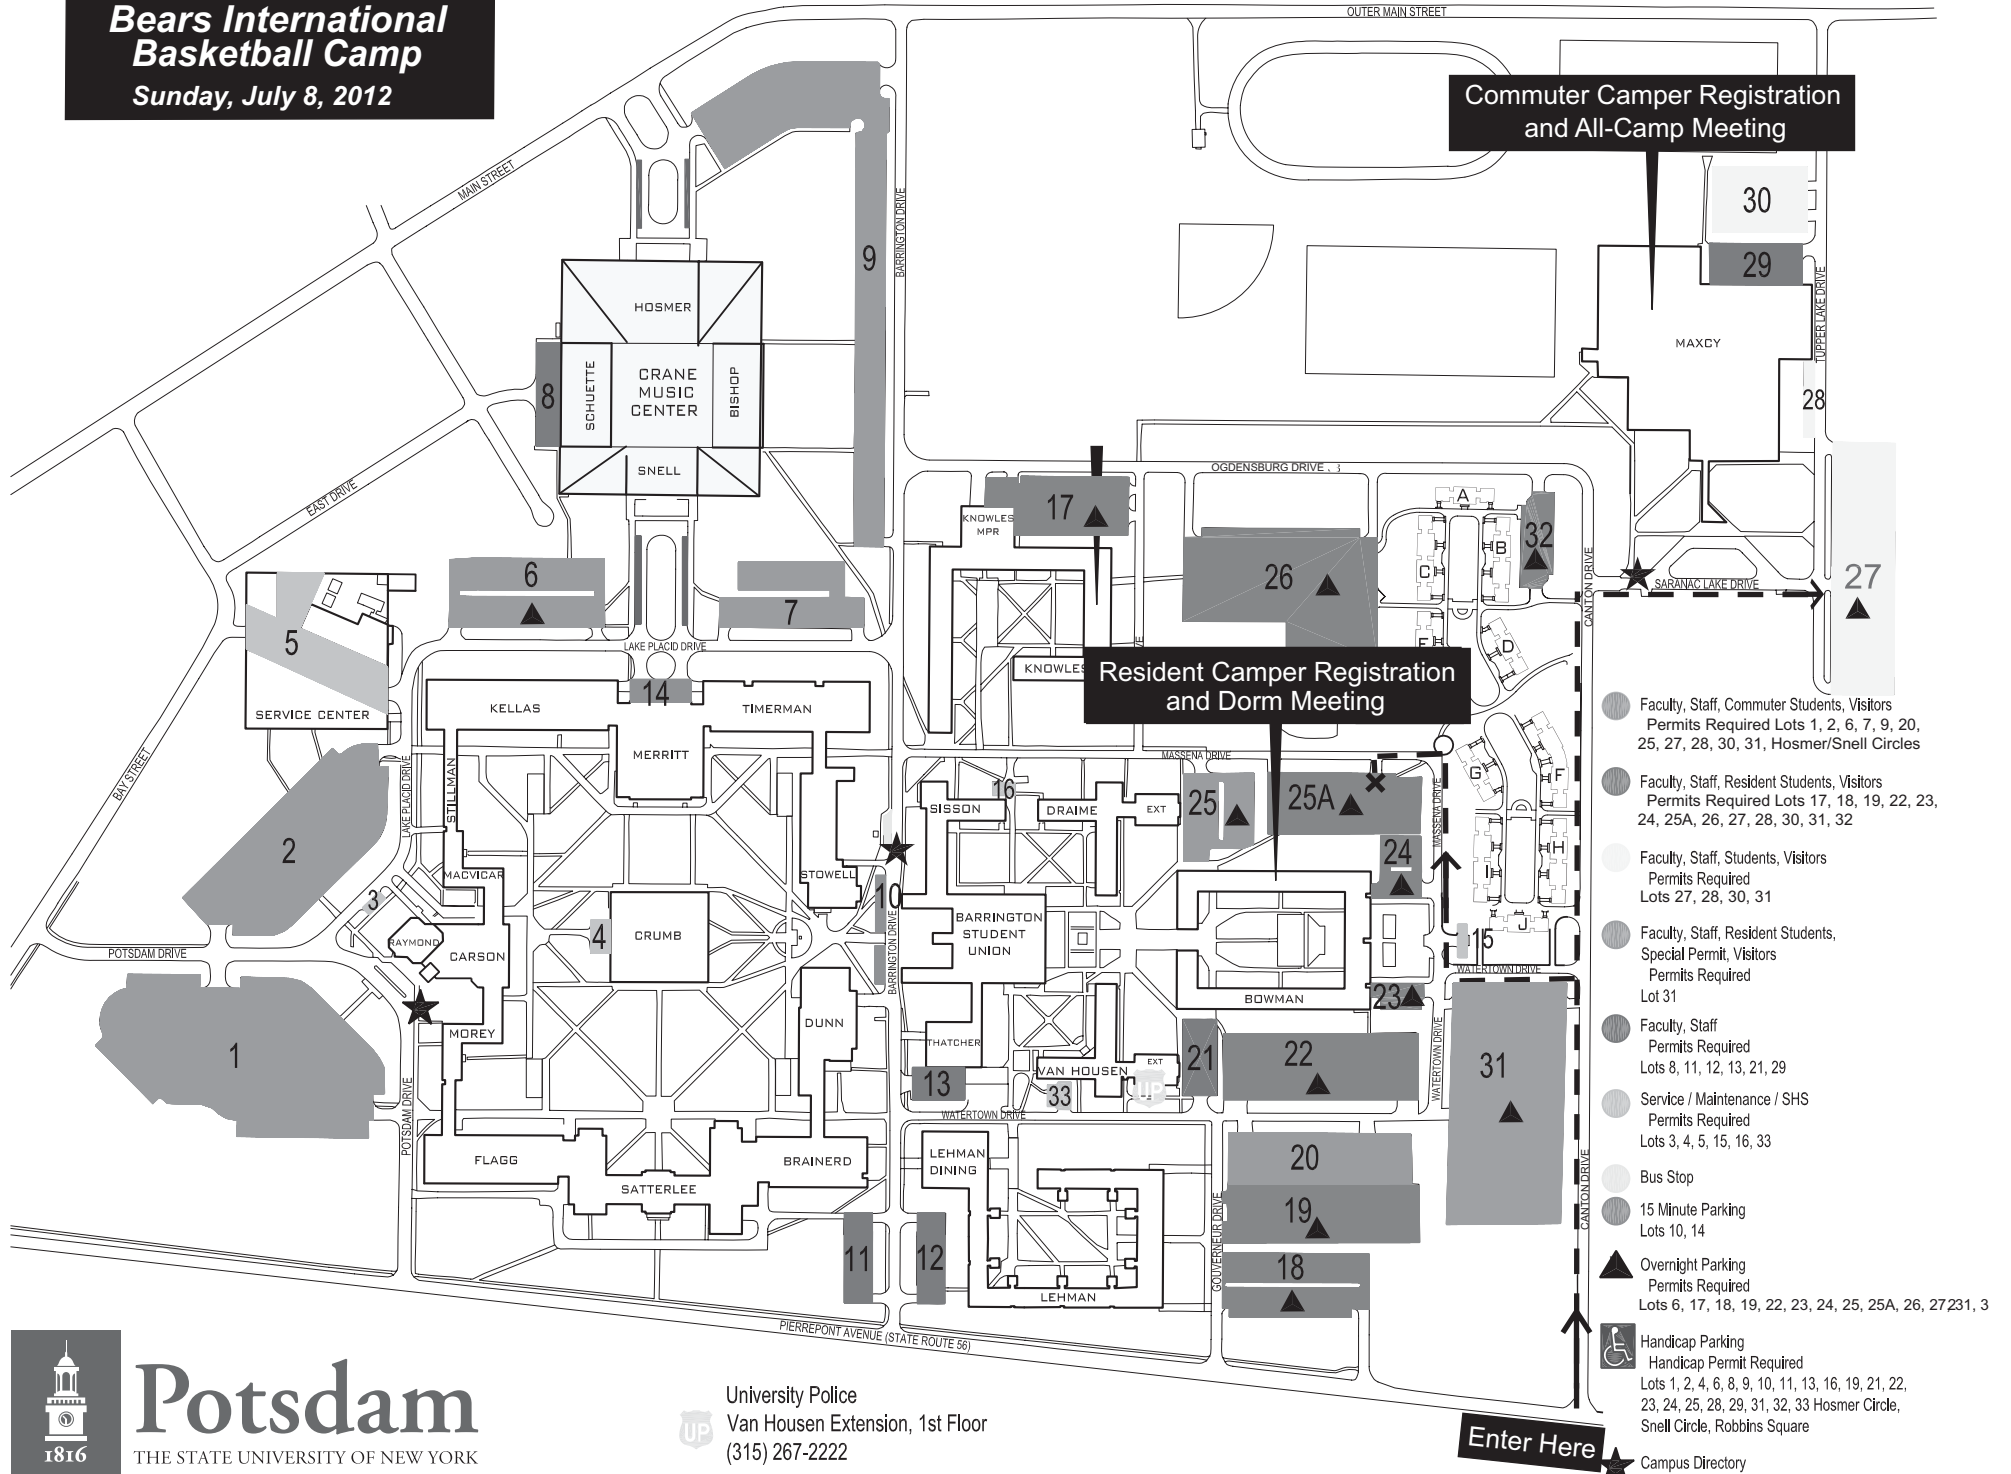 Bears International
Basketball Camp
Sunday, July 8, 2012
OUTER MAIN STREET
Commuter Camper Registration
and All-Camp Meeting
MAIN STREET
BARRINGTON DRIVE
30
29
9
HOSMER
TUPPER LAKE DRIVE
MAXCY
SCHUETTE
CRANE
MUSIC
CENTER
BISHOP
8
28
SNELL
OGDENSBURG DRIVE
EAST DRIVE
17
KNOWLES
MPR
A
B
C
32
26
CANTON DRIVE
SARANAC LAKE DRIVE
27
6
7
5
LAKE PLACID DRIVE
D
KNOWLES
Resident Camper Registration
and Dorm Meeting
14
KELLAS
TIMERMAN
SERVICE CENTER
MERRITT
MASSENA DRIVE
BAY STREET
LAKE PLACID DRIVE
STILLMAN
G
F
16
SISSON
DRAIME
EXT
25
25A
MASSENA DRIVE
2
24
H
I
MACVICAR
STOWELL
3
10
BARRINGTON
STUDENT
UNION
J
4
CRUMB
RAYMOND
CARSON
15
POTSDAM DRIVE
BARRINGTON DRIVE
WATERTOWN DRIVE
BOWMAN
23
MOREY
DUNN
THATCHER
1
21
22
31
WATERTOWN DRIVE
VAN HOUSEN
EXT
UP
13
33
WATERTOWN DRIVE
POTSDAM DRIVE
FLAGG
BRAINERD
SATTERLEE
LEHMAN
DINING
20
19
GOUVERNEUR DRIVE
CANTON DRIVE
11
12
18
LEHMAN
PIERREPONT AVENUE (STATE ROUTE 56)
Faculty, Staff, Commuter Students, Visitors
Permits Required Lots 1, 2, 6, 7, 9, 20,
25, 27, 28, 30, 31, Hosmer/Snell Circles
Faculty, Staff, Resident Students, Visitors
Permits Required Lots 17, 18, 19, 22, 23,
24, 25A, 26, 27, 28, 30, 31, 32
Faculty, Staff, Students, Visitors
Permits Required
Lots 27, 28, 30, 31
Faculty, Staff, Resident Students,
Special Permit, Visitors
Permits Required
Lot 31
Faculty, Staff
Permits Required
Lots 8, 11, 12, 13, 21, 29
Service / Maintenance / SHS
Permits Required
Lots 3, 4, 5, 15, 16, 33
Bus Stop
15 Minute Parking
Lots 10, 14
Overnight Parking
Permits Required
Lots 6, 17, 18, 19, 22, 23, 24, 25, 25A, 26,
Handicap Parking
Handicap Permit Required
Lots 1, 2, 4, 6, 8, 9, 10, 11, 13, 16, 19, 21, 22,
23, 24, 25, 28, 29, 31, 32, 33 Hosmer Circle,
Snell Circle, Robbins Square
Campus Directory
Enter Here
1816
Potsdam
THE STATE UNIVERSITY OF NEW YORK
UP
University Police
Van Housen Extension, 1st Floor
(315) 267-2222